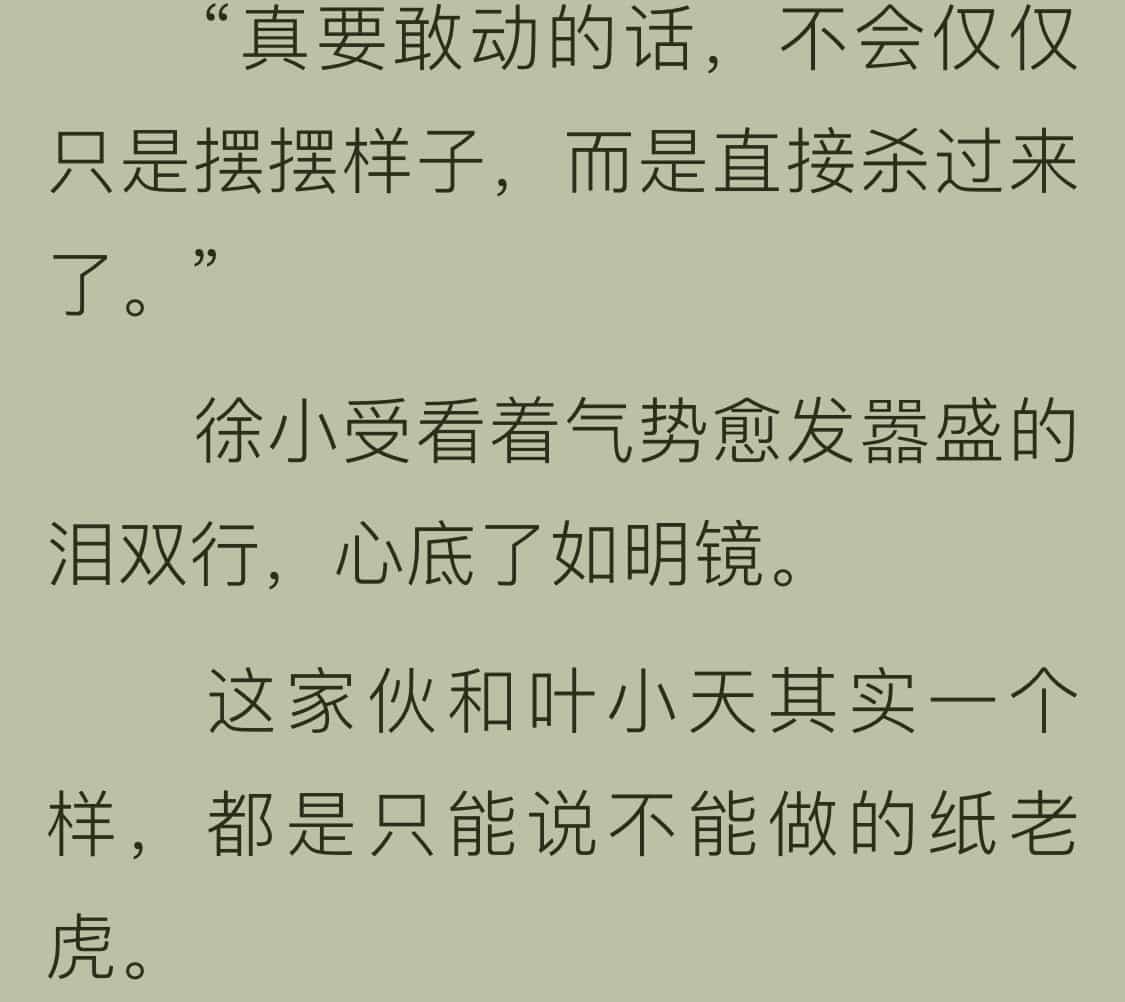 “真要敢动的话，不会仅仅
只是摆摆样子，而是直接杀过来
了。”
徐小受看着气势愈发嚣盛的
泪双行，心底了如明镜。
这家伙和叶小天其实一个
样，都是只能说不能做的纸老
虎。